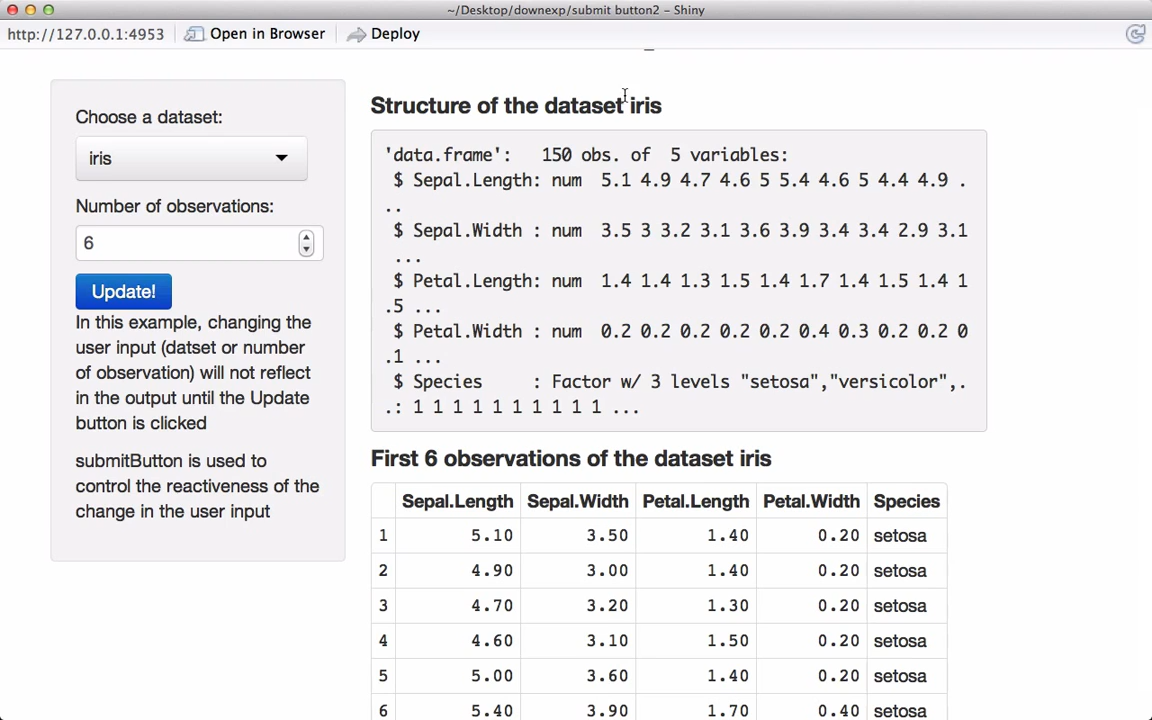 ~/Desktop/downexp/submit button2 – Shiny
http://127.0.0.1:4953 Open in Browser Deploy
Choose a dataset:
iris
Number of observations:
6
Update!
In this example, changing the
user input (datset or number
of observation) will not reflect
in the output until the Update
button is clicked
submitButton is used to
control the reactiveness of the
change in the user input
Structure of the dataset iris
'data.frame': 150 obs. of 5 variables:
$ Sepal.Length: num 5.1 4.9 4.7 4.6 5 5.4 4.6 5 4.4 4.9 .
..
$ Sepal.Width : num 3.5 3 3.2 3.1 3.6 3.9 3.4 3.4 2.9 3.1
...
$ Petal.Length: num 1.4 1.4 1.3 1.5 1.4 1.7 1.4 1.5 1.4 1
.5 ...
$ Petal.Width : num 0.2 0.2 0.2 0.2 0.2 0.4 0.3 0.2 0.2 0
.1 ...
$ Species : Factor w/ 3 levels "setosa","versicolor",.
.: 1 1 1 1 1 1 1 1 1 1 ...
First 6 observations of the dataset iris
Sepal.Length Sepal.Width Petal.Length Petal.Width Species
1 5.10 3.50 1.40 0.20 setosa
2 4.90 3.00 1.40 0.20 setosa
3 4.70 3.20 1.30 0.20 setosa
4 4.60 3.10 1.50 0.20 setosa
5 5.00 3.60 1.40 0.20 setosa
6 5.40 3.90 1.70 0.40 setosa